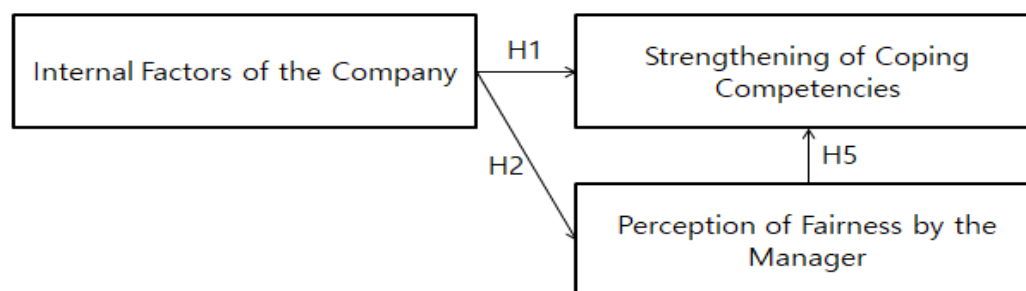 Internal Factors of the Company
H1
Strengthening of Coping
Competencies
H2
H5
Perception of Fairness by the
Manager